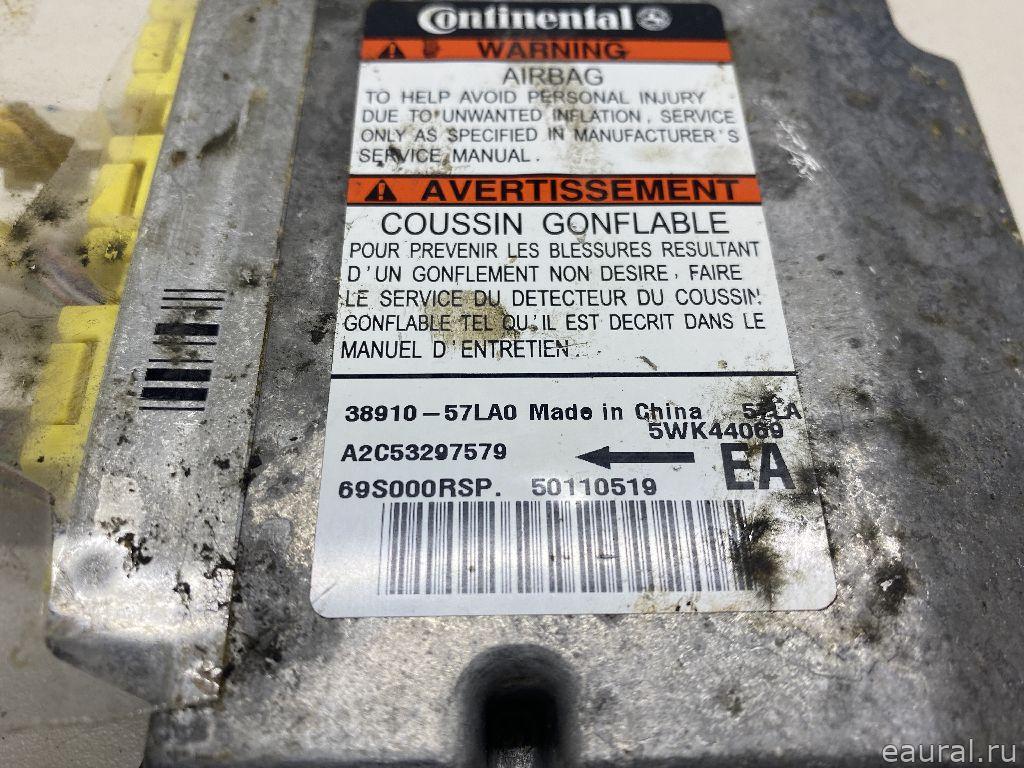 Continental
WARNING
AIRBAG
TO HELP AVOID PERSONAL INJURY
DUE TO UNWANTED INFLATION, SERVICE
ONLY AS SPECIFIED IN MANUFACTURER'S
SERVICE MANUAL.
AVERTISSEMENT
COUSSIN GONFLABLE
POUR PREVENIR LES BLESSURES RESULTANT
D'UN GONFLEMENT NON DESIRE, FAIRE
LE SERVICE DU DETECTEUR DU COUSSIN
GONFLABLE TEL QU'IL EST DECRIT DANS LE
MANUEL D'ENTRETIEN.
38910-57LA0 Made in China 57LA
5WK44069
A2C53297579
EA
69S000RSP. 50110519
eaural.ru